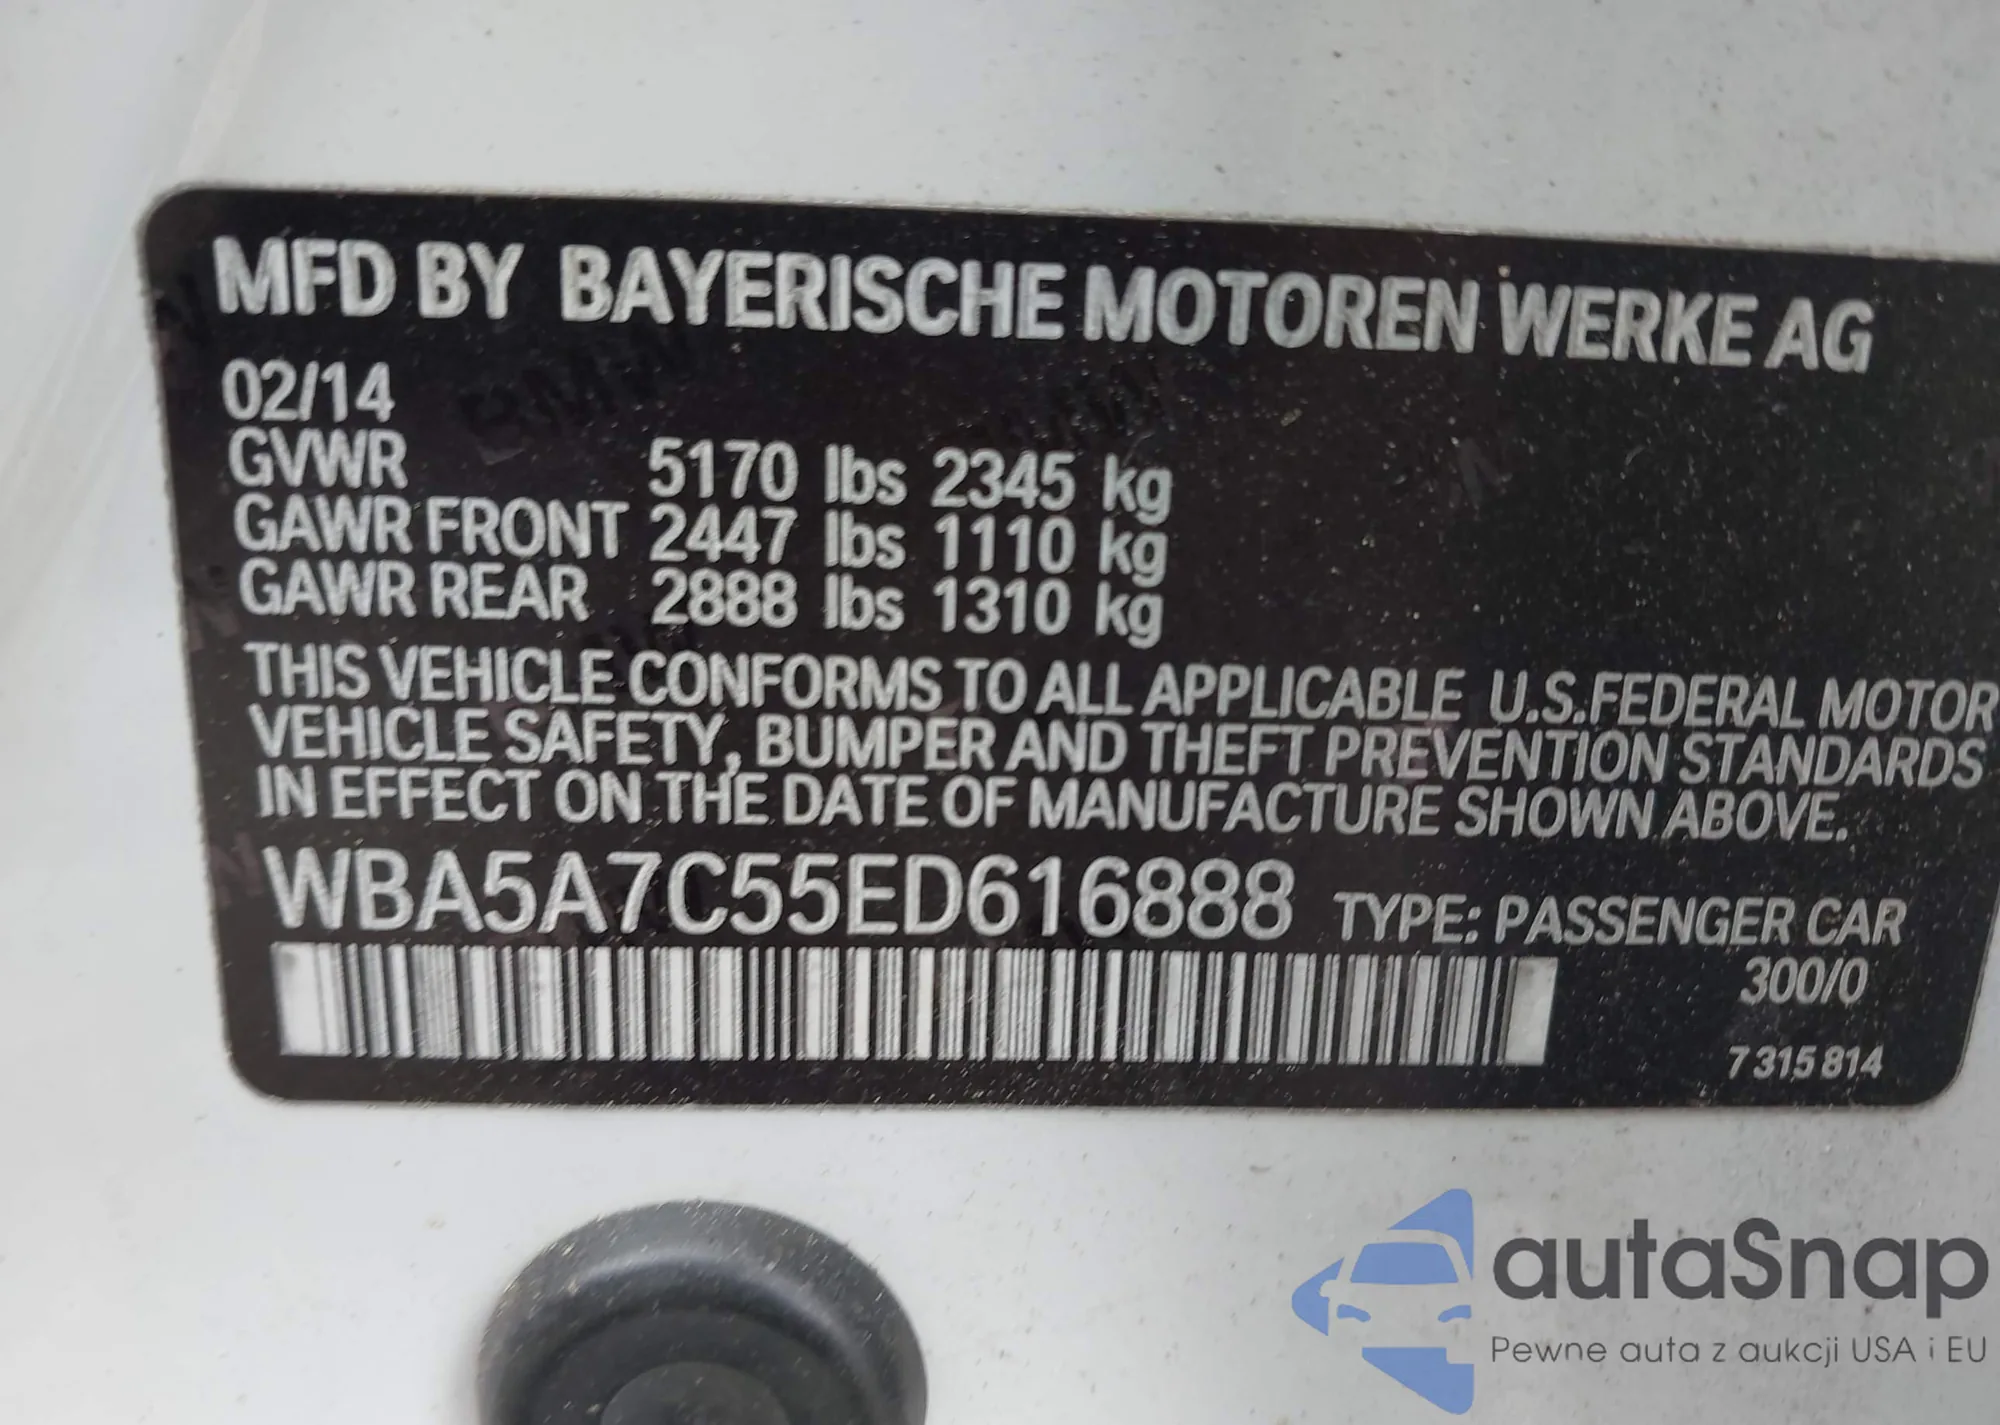 MFD BY BAYERISCHE MOTOREN WERKE AG
02/14
GVWR 5170 lbs 2345 kg
GAWR FRONT 2447 lbs 1110 kg
GAWR REAR 2888 lbs 1310 kg
THIS VEHICLE CONFORMS TO ALL APPLICABLE U.S.FEDERAL MOTOR
VEHICLE SAFETY, BUMPER AND THEFT PREVENTION STANDARDS
IN EFFECT ON THE DATE OF MANUFACTURE SHOWN ABOVE.
WBA5A7C55ED616888 TYPE: PASSENGER CAR
300/0
7 315 814
autaSnap
Pewne auta z aukcji USA i EU